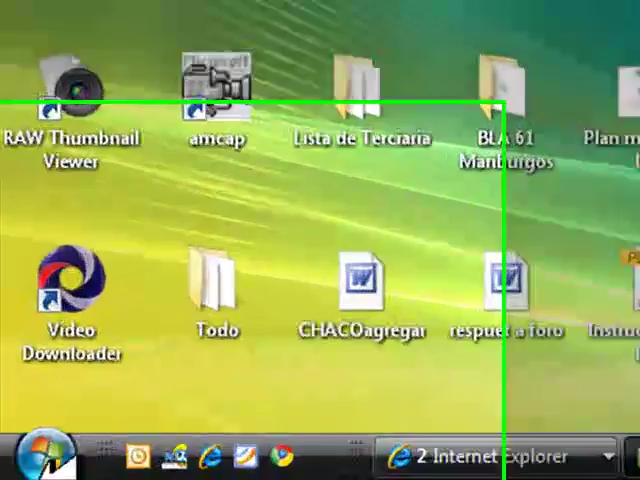 RAW Thumbnail
Viewer
amcap
Lista de Terciaria
BLA 61
Manburgos
Plan m
Video
Downloader
Todo
CHACOagregar
respuet a foro
Instruc
2 Internet Explorer